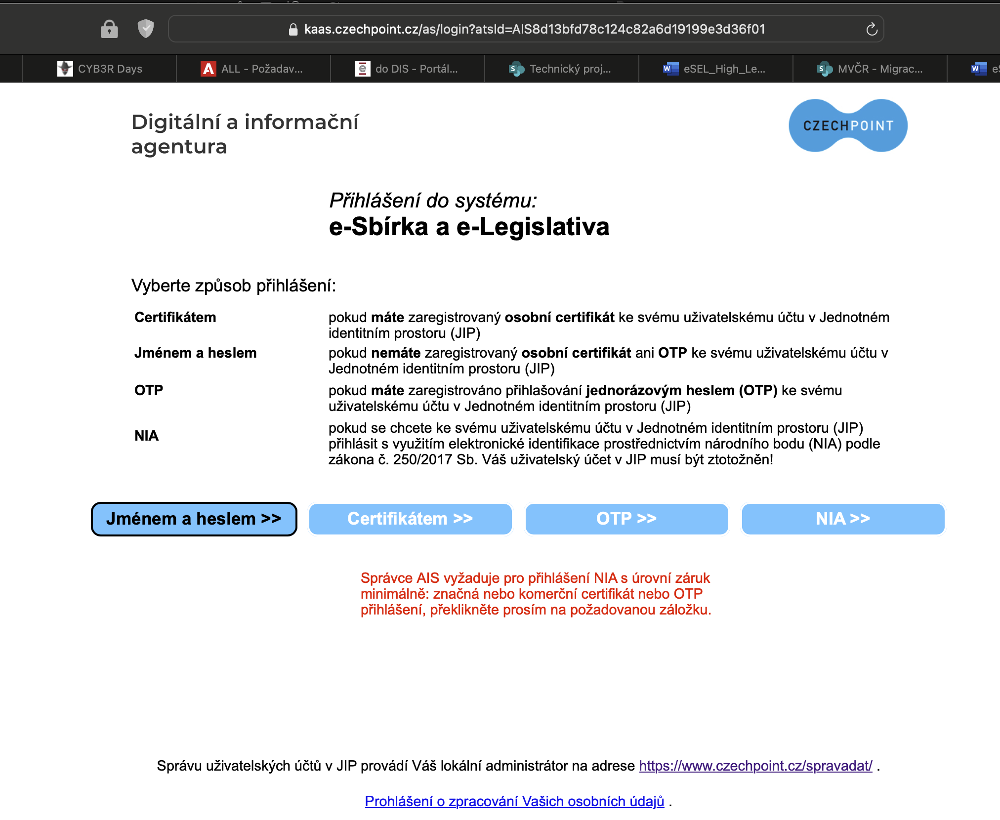 kaas.czechpoint.cz/as/login?atsId=AIS8d13bfd78c124c82a6d19199e3d36f01
CYB3R Days
ALL - Požadav...
do DIS - Portál...
Technický proj...
eSEL_High_Le...
MVČR - Migrac...
Digitální a informační
agentura
CZECHPOINT
Přihlášení do systému:
e-Sbírka a e-Legislativa
Vyberte způsob přihlášení:
Certifikátem
pokud máte zaregistrovaný osobní certifikát ke svému uživatelskému účtu v Jednotném
identitním prostoru (JIP)
Jménem a heslem
pokud nemáte zaregistrovaný osobní certifikát ani OTP ke svému uživatelskému účtu v
Jednotném identitním prostoru (JIP)
OTP
pokud máte zaregistrováno přihlašování jednorázovým heslem (OTP) ke svému
uživatelskému účtu v Jednotném identitním prostoru (JIP)
NIA
pokud se chcete ke svému uživatelskému účtu v Jednotném identitním prostoru (JIP)
přihlásit s využitím elektronické identifikace prostřednictvím národního bodu (NIA) podle
zákona č. 250/2017 Sb. Váš uživatelský účet v JIP musí být ztotožněn!
Jménem a heslem >>
Certifikátem >>
OTP >>
NIA >>
Správce AIS vyžaduje pro přihlášení NIA s úrovní záruk
minimálně: značná nebo komerční certifikát nebo OTP
přihlášení, překlikněte prosím na požadovanou záložku.
Správu uživatelských účtů v JIP provádí Váš lokální administrátor na adrese https://www.czechpoint.cz/spravadat/ .
Prohlášení o zpracování Vašich osobních údajů .